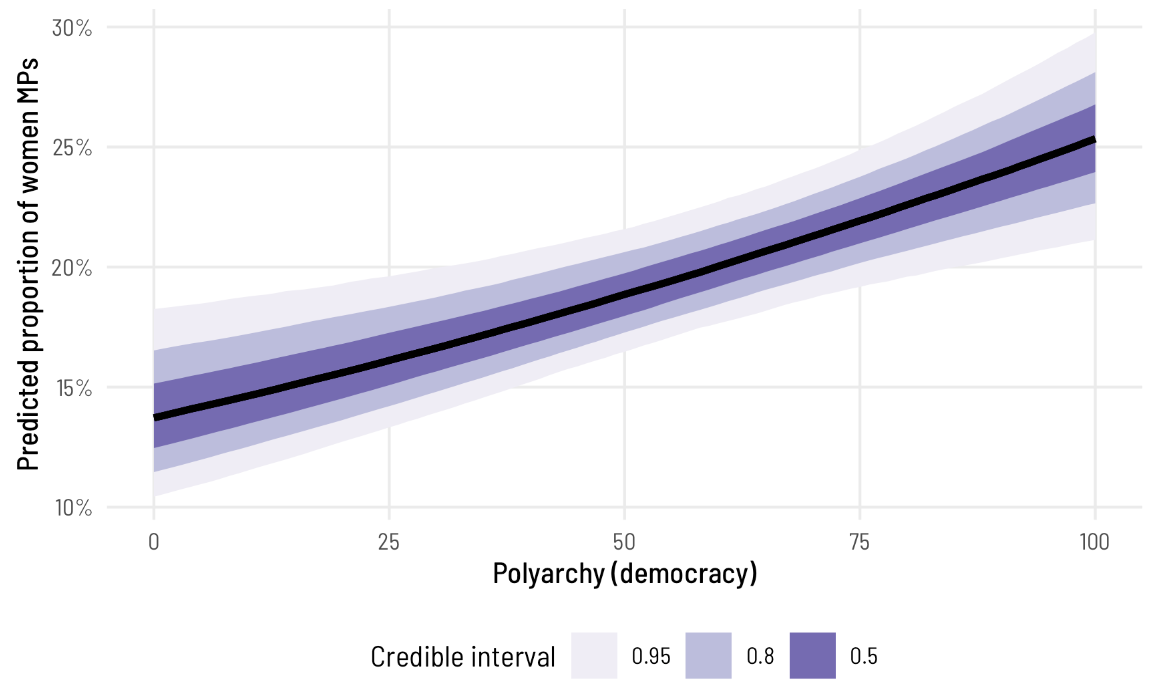 Predicted proportion of women MPs
30%
25%
20%
15%
10%
0 25 50 75 100
Polyarchy (democracy)
Credible interval 0.95 0.8 0.5